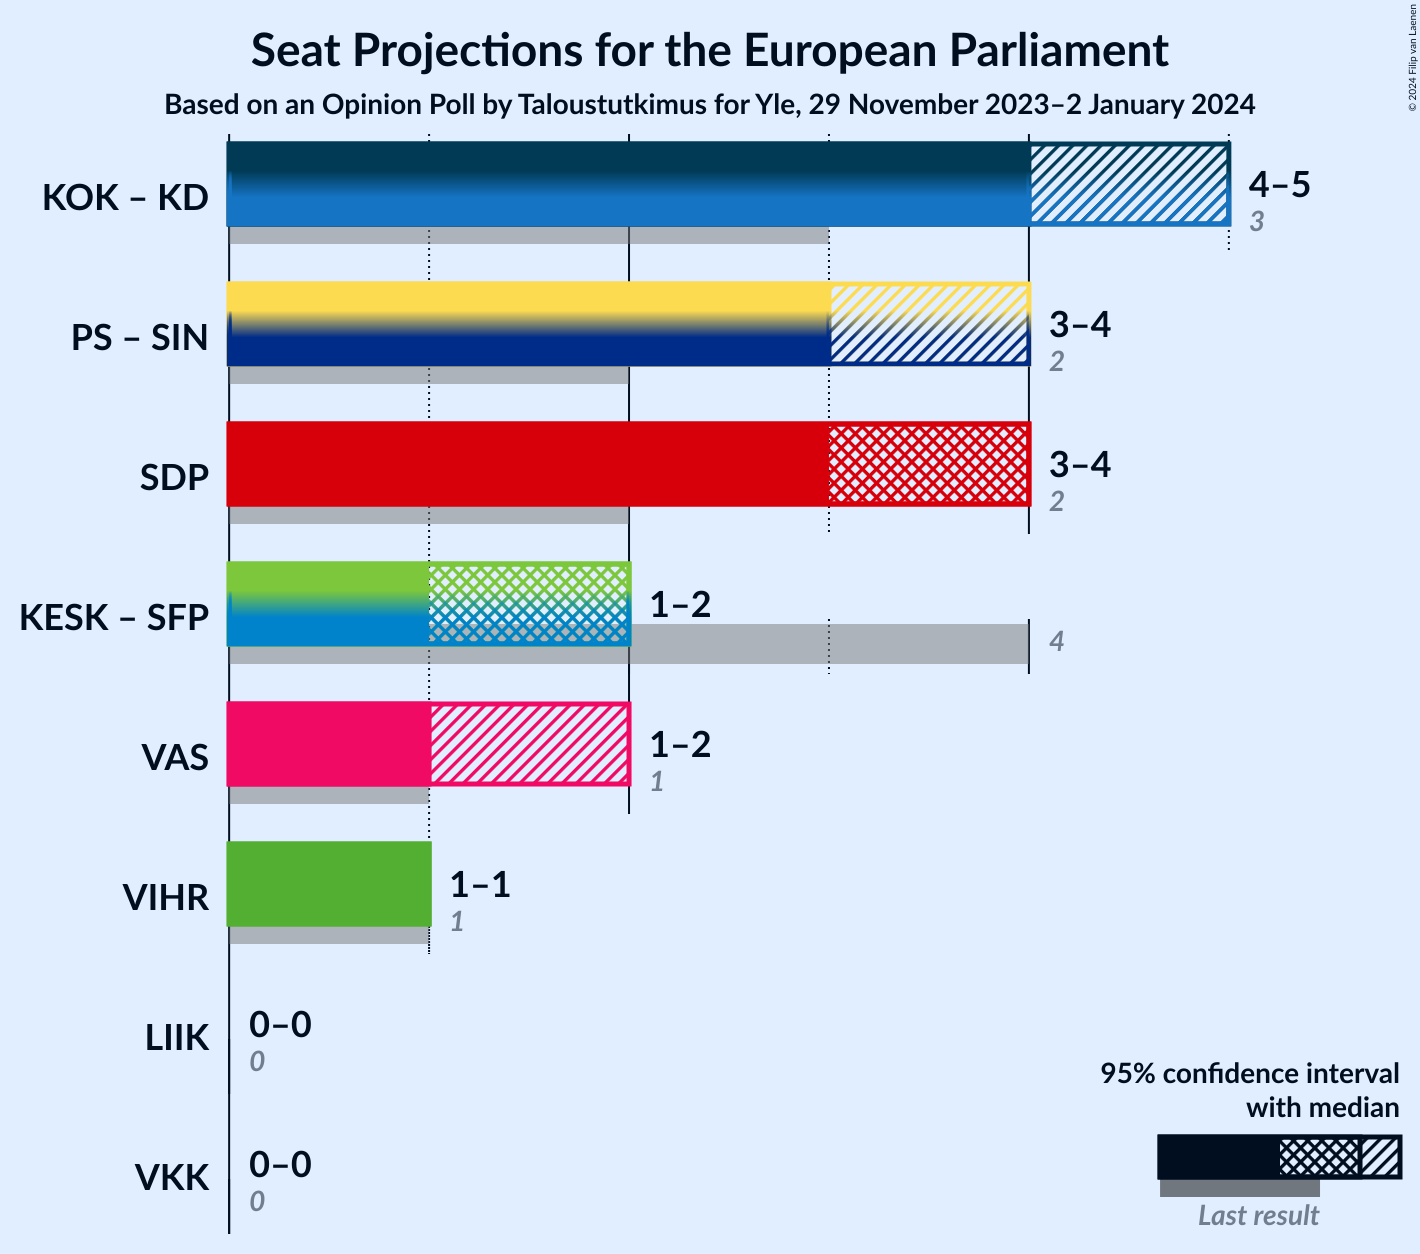 Seat Projections for the European Parliament
Based on an Opinion Poll by Taloustutkimus for Yle, 29 November 2023–2 January 2024
© 2024 Filip van Laenen
KOK – KD
4–5
3
PS – SIN
3–4
2
SDP
3–4
2
KESK – SFP
1–2
4
VAS
1–2
1
VIHR
1–1
1
LIIK
0–0
0
VKK
0–0
0
95% confidence interval
with median
Last result